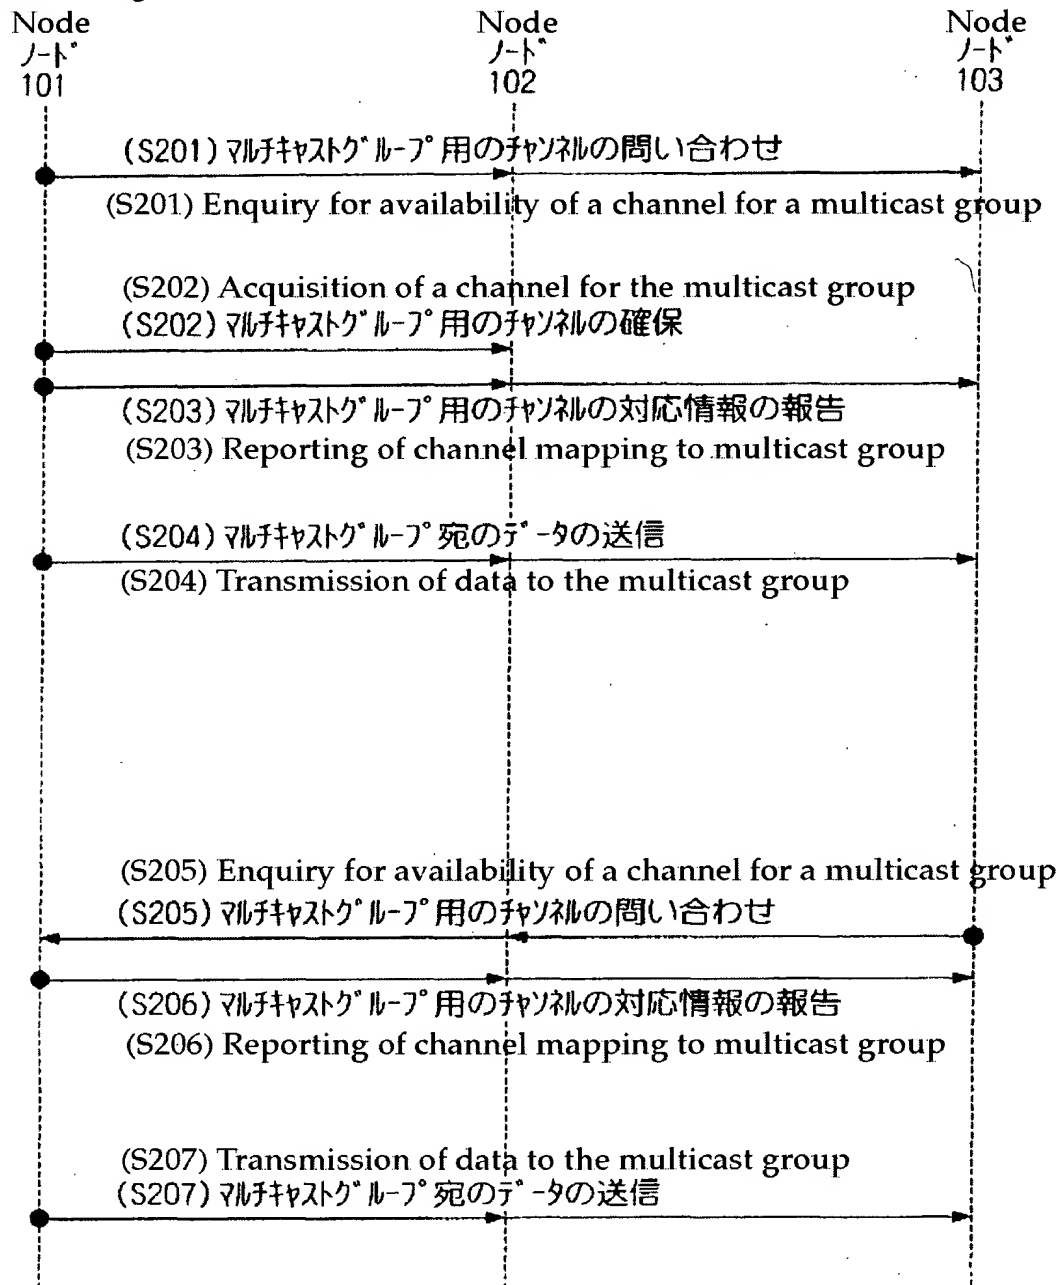 Node
ノード
101
Node
ノード
102
Node
ノード
103
(S201)マルチキャストグループ用のチャンネルの問い合わせ
(S201) Enquiry for availability of a channel for a multicast group
(S202) Acquisition of a channel for the multicast group
(S202)マルチキャストグループ用のチャンネルの確保
(S203)マルチキャストグループ用のチャンネルの対応情報の報告
(S203) Reporting of channel mapping to multicast group
(S204)マルチキャストグループ宛のデータの送信
(S204) Transmission of data to the multicast group
(S205) Enquiry for availability of a channel for a multicast group
(S205)マルチキャストグループ用のチャンネルの問い合わせ
(S206)マルチキャストグループ用のチャンネルの対応情報の報告
(S206) Reporting of channel mapping to multicast group
(S207) Transmission of data to the multicast group
(S207)マルチキャストグループ宛のデータの送信